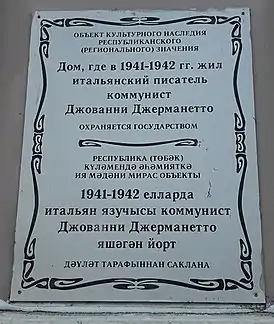 ОБЪЕКТ КУЛЬТУРНОГО НАСЛЕДИЯ
РЕСПУБЛИКАНСКОГО
(РЕГИОНАЛЬНОГО) ЗНАЧЕНИЯ
Дом, где в 1941-1942 гг. жил
итальянский писатель
коммунист
Джованни Джерманетто
ОХРАНЯЕТСЯ ГОСУДАРСТВОМ
РЕСПУБЛИКА (ТӨБӘК)
КҮЛӘМЕНДӘ ӘҺӘМИЯТКӘ
ИЯ МӘДӘНИ МИРАС ОБЪЕКТЫ
1941-1942 елларда
итальян язучысы коммунист
Джованни Джерманетто
яшәгән йорт
ДӘҮЛӘТ ТАРАФЫННАН САКЛАНА